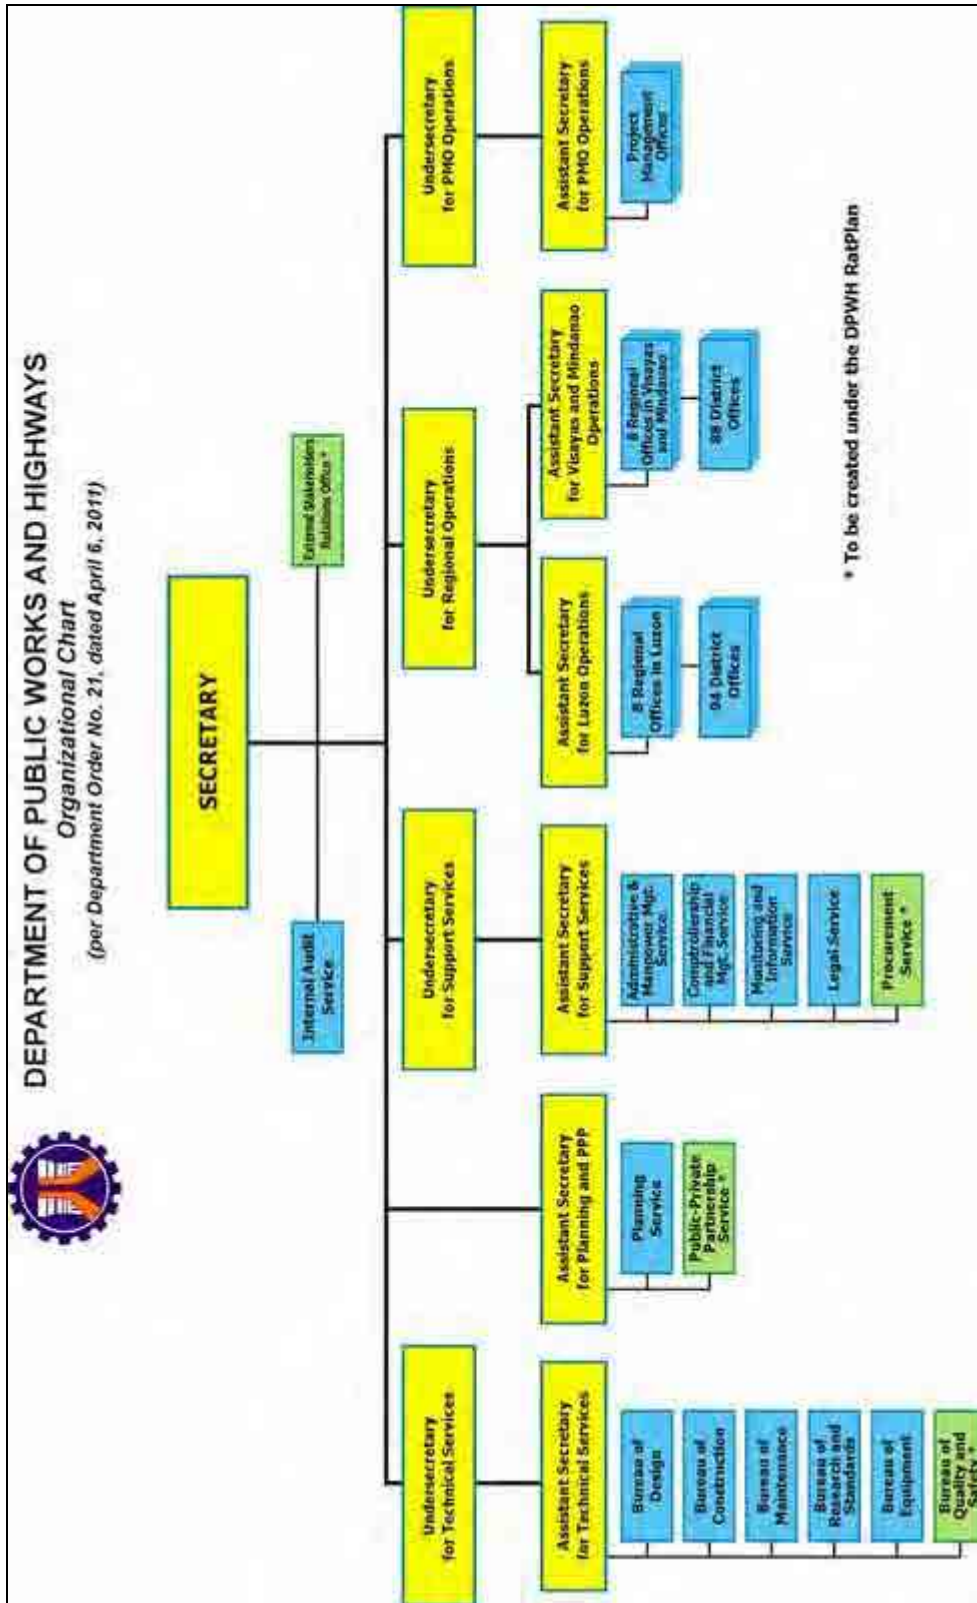 DEPARTMENT OF PUBLIC WORKS AND HIGHWAYS
Organizational Chart
(per Department Order No. 21, dated April 6, 2011)
SECRETARY
Internal Audit
Service
External Stakeholders
Relations Office *
Undersecretary
for Technical Services
Undersecretary
for Support Services
Undersecretary
for Regional Operations
Undersecretary
for PMO Operations
Assistant Secretary
for Technical Services
Assistant Secretary
for Planning and PPP
Assistant Secretary
for Support Services
Assistant Secretary
for Luzon Operations
Assistant Secretary
for Visayas and Mindanao
Operations
Assistant Secretary
for PMO Operations
Bureau of
Design
Bureau of
Construction
Bureau of
Maintenance
Bureau of
Research and
Standards
Bureau of
Equipment
Bureau of
Quality and
Safety *
Planning
Service
Public-Private
Partnership
Service *
Administrative &
Manpower Mgt.
Service
Comptrollership
and Financial
Mgt. Service
Monitoring and
Information
Service
Legal Service
Procurement
Service *
8 Regional
Offices in Luzon
94 District
Offices
8 Regional
Offices in Visayas
and Mindanao
88 District
Offices
Project
Management
Offices
* To be created under the DPWH RatPlan